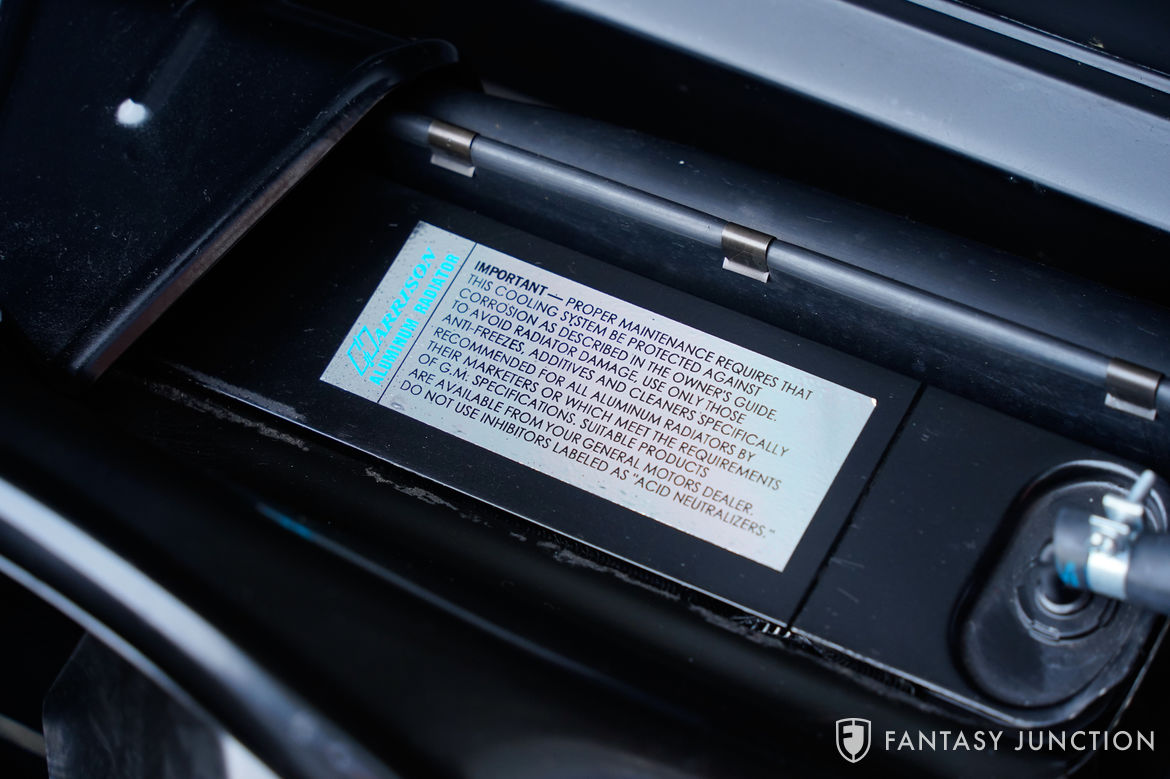 Harrison
ALUMINUM RADIATOR
IMPORTANT — PROPER MAINTENANCE REQUIRES THAT
THIS COOLING SYSTEM BE PROTECTED AGAINST
CORROSION AS DESCRIBED IN THE OWNER'S GUIDE.
TO AVOID RADIATOR DAMAGE, USE ONLY THOSE
ANTI-FREEZES, ADDITIVES AND CLEANERS SPECIFICALLY
RECOMMENDED FOR ALL ALUMINUM RADIATORS BY
THEIR MARKETERS OR WHICH MEET THE REQUIREMENTS
OF G.M. SPECIFICATIONS. SUITABLE PRODUCTS
ARE AVAILABLE FROM YOUR GENERAL MOTORS DEALER.
DO NOT USE INHIBITORS LABELED AS "ACID NEUTRALIZERS."
FANTASY JUNCTION